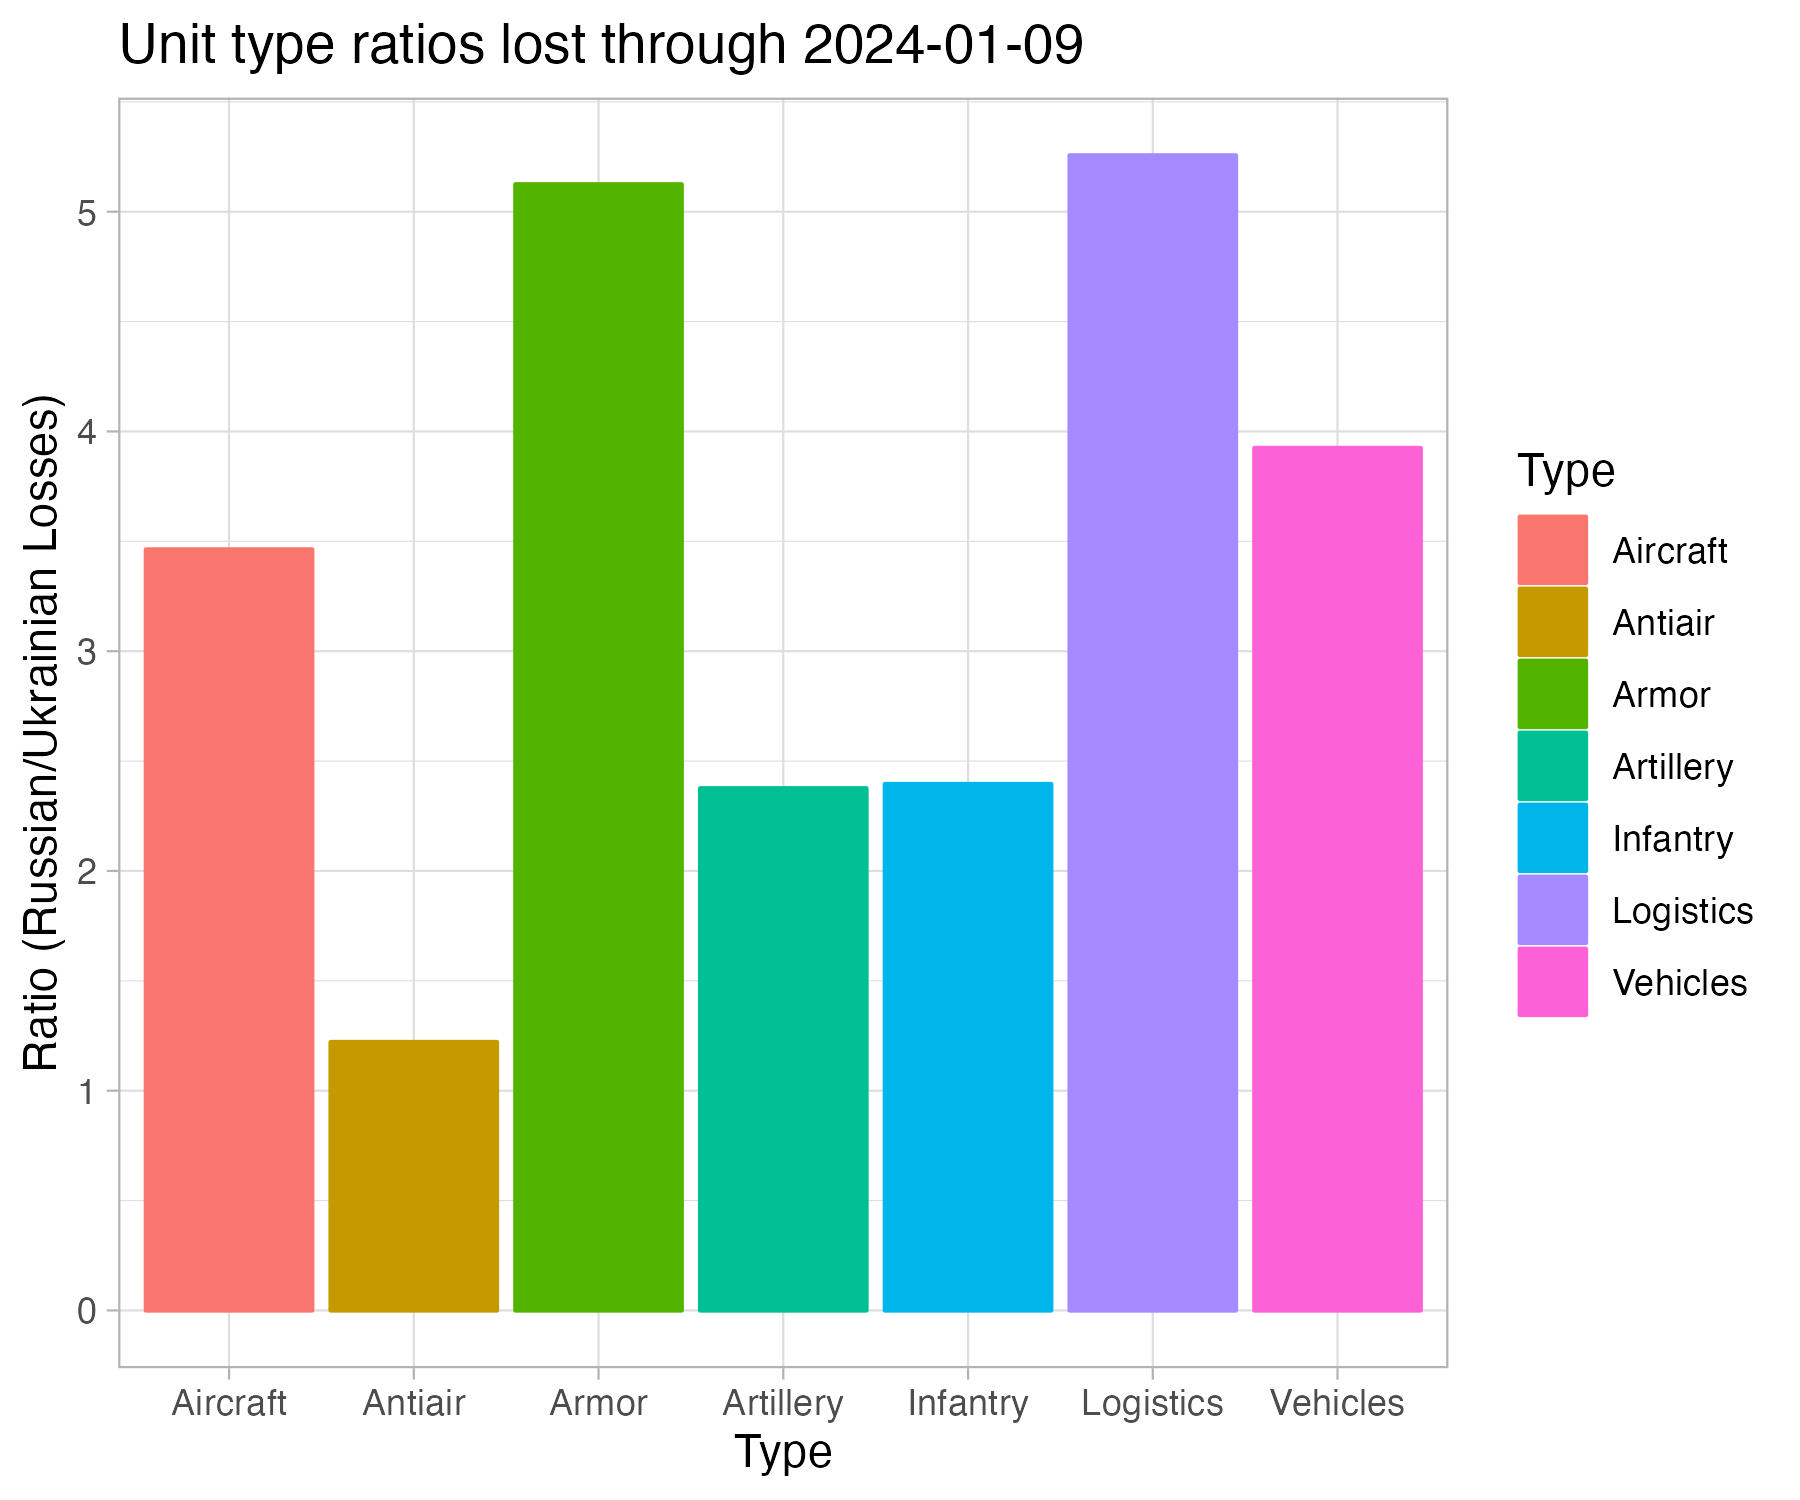 Unit type ratios lost through 2024-01-09
Ratio (Russian/Ukrainian Losses)
5
4
3
2
1
0
Aircraft
Antiair
Armor
Artillery
Infantry
Logistics
Vehicles
Type
Type
Aircraft
Antiair
Armor
Artillery
Infantry
Logistics
Vehicles